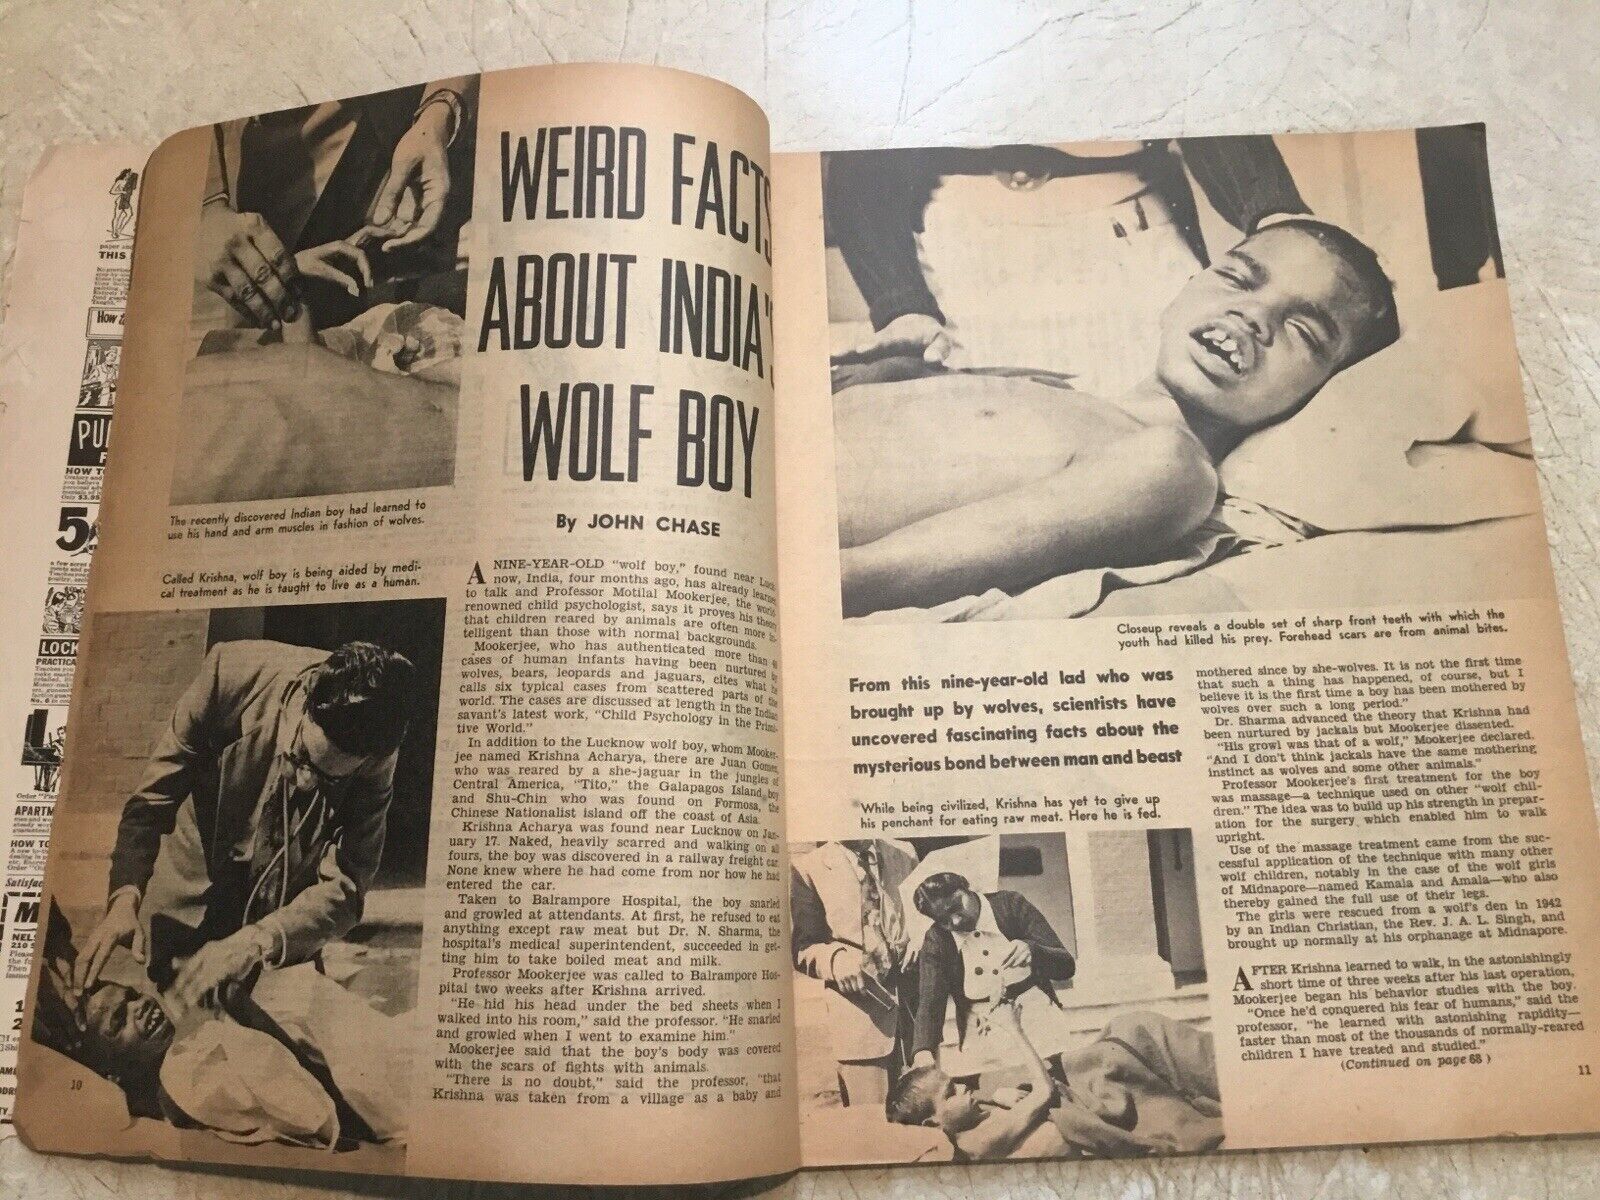 WEIRD FACTS
ABOUT INDIA'S
WOLF BOY
By JOHN CHASE
The recently discovered Indian boy had learned to
use his hand and arm muscles in fashion of wolves.
Called Krishna, wolf boy is being aided by medi-
cal treatment as he is taught to live as a human.
A NINE-YEAR-OLD "wolf boy," found near Luck-
now, India, four months ago, has already learned
to talk and Professor Motilal Mookerjee, the world-
renowned child psychologist, says it proves his theory
that children reared by animals are often more in-
telligent than those with normal backgrounds.
Mookerjee, who has authenticated more than 40
cases of human infants having been nurtured by
wolves, bears, leopards and jaguars, cites what he
calls six typical cases from scattered parts of the
world. The cases are discussed at length in the Indian
savant's latest work, "Child Psychology in the Primi-
tive World."
In addition to the Lucknow wolf boy, whom Mooker-
jee named Krishna Acharya, there are Juan Gomes,
who was reared by a she-jaguar in the jungles of
Central America, "Tito," the Galapagos Island boy
and Shu-Chin who was found on Formosa, the
Chinese Nationalist island off the coast of Asia.
Krishna Acharya was found near Lucknow on Jan-
uary 17. Naked, heavily scarred and walking on all
fours, the boy was discovered in a railway freight car.
None knew where he had come from nor how he had
entered the car.
Taken to Balrampore Hospital, the boy snarled
and growled at attendants. At first, he refused to eat
anything except raw meat but Dr. N. Sharma, the
hospital's medical superintendent, succeeded in get-
ting him to take boiled meat and milk.
Professor Mookerjee was called to Balrampore Hos-
pital two weeks after Krishna arrived.
"He hid his head under the bed sheets when I
walked into his room," said the professor. "He snarled
and growled when I went to examine him."
Mookerjee said that the boy's body was covered
with the scars of fights with animals.
"There is no doubt," said the professor, "that
Krishna was taken from a village as a baby and
10
Closeup reveals a double set of sharp front teeth with which the
youth had killed his prey. Forehead scars are from animal bites.
From this nine-year-old lad who was
brought up by wolves, scientists have
uncovered fascinating facts about the
mysterious bond between man and beast
While being civilized, Krishna has yet to give up
his penchant for eating raw meat. Here he is fed.
mothered since by she-wolves. It is not the first time
that such a thing has happened, of course, but I
believe it is the first time a boy has been mothered by
wolves over such a long period."
Dr. Sharma advanced the theory that Krishna had
been nurtured by jackals but Mookerjee dissented.
"His growl was that of a wolf," Mookerjee declared.
"And I don't think jackals have the same mothering
instinct as wolves and some other animals."
Professor Mookerjee's first treatment for the boy
was massage—a technique used on other "wolf chil-
dren." The idea was to build up his strength in prepar-
ation for the surgery which enabled him to walk
upright.
Use of the massage treatment came from the suc-
cessful application of the technique with many other
wolf children, notably in the case of the wolf girls
of Midnapore—named Kamala and Amala—who also
thereby gained the full use of their legs.
The girls were rescued from a wolf's den in 1942
by an Indian Christian, the Rev. J. A. L. Singh, and
brought up normally at his orphanage at Midnapore.
AFTER Krishna learned to walk, in the astonishingly
short time of three weeks after his last operation,
Mookerjee began his behavior studies with the boy.
"Once he'd conquered his fear of humans," said the
professor, "he learned with astonishing rapidity—
faster than most of the thousands of normally-reared
children I have treated and studied."
(Continued on page 68)
11
THIS
How t
PU
HOW TO
5
LOCK
PRACTICA
APARTM
HOW TO
Satisfac
M
NELS
210 S